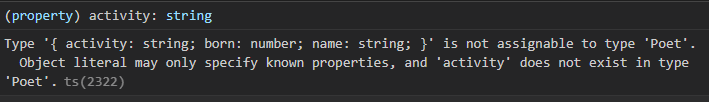 (property) activity: string
Type '{ activity: string; born: number; name: string; }' is not assignable to type 'Poet'.
  Object literal may only specify known properties, and 'activity' does not exist in type
'Poet'. ts(2322)